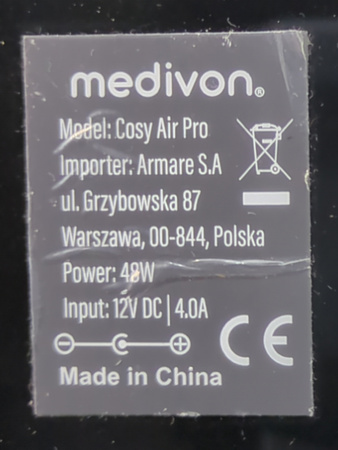 medivon®
Model: Cosy Air Pro
Importer: Armare S.A
ul. Grzybowska 87
Warszawa, 00-844, Polska
Power: 48W
Input: 12V DC | 4.0A
CE
Made in China